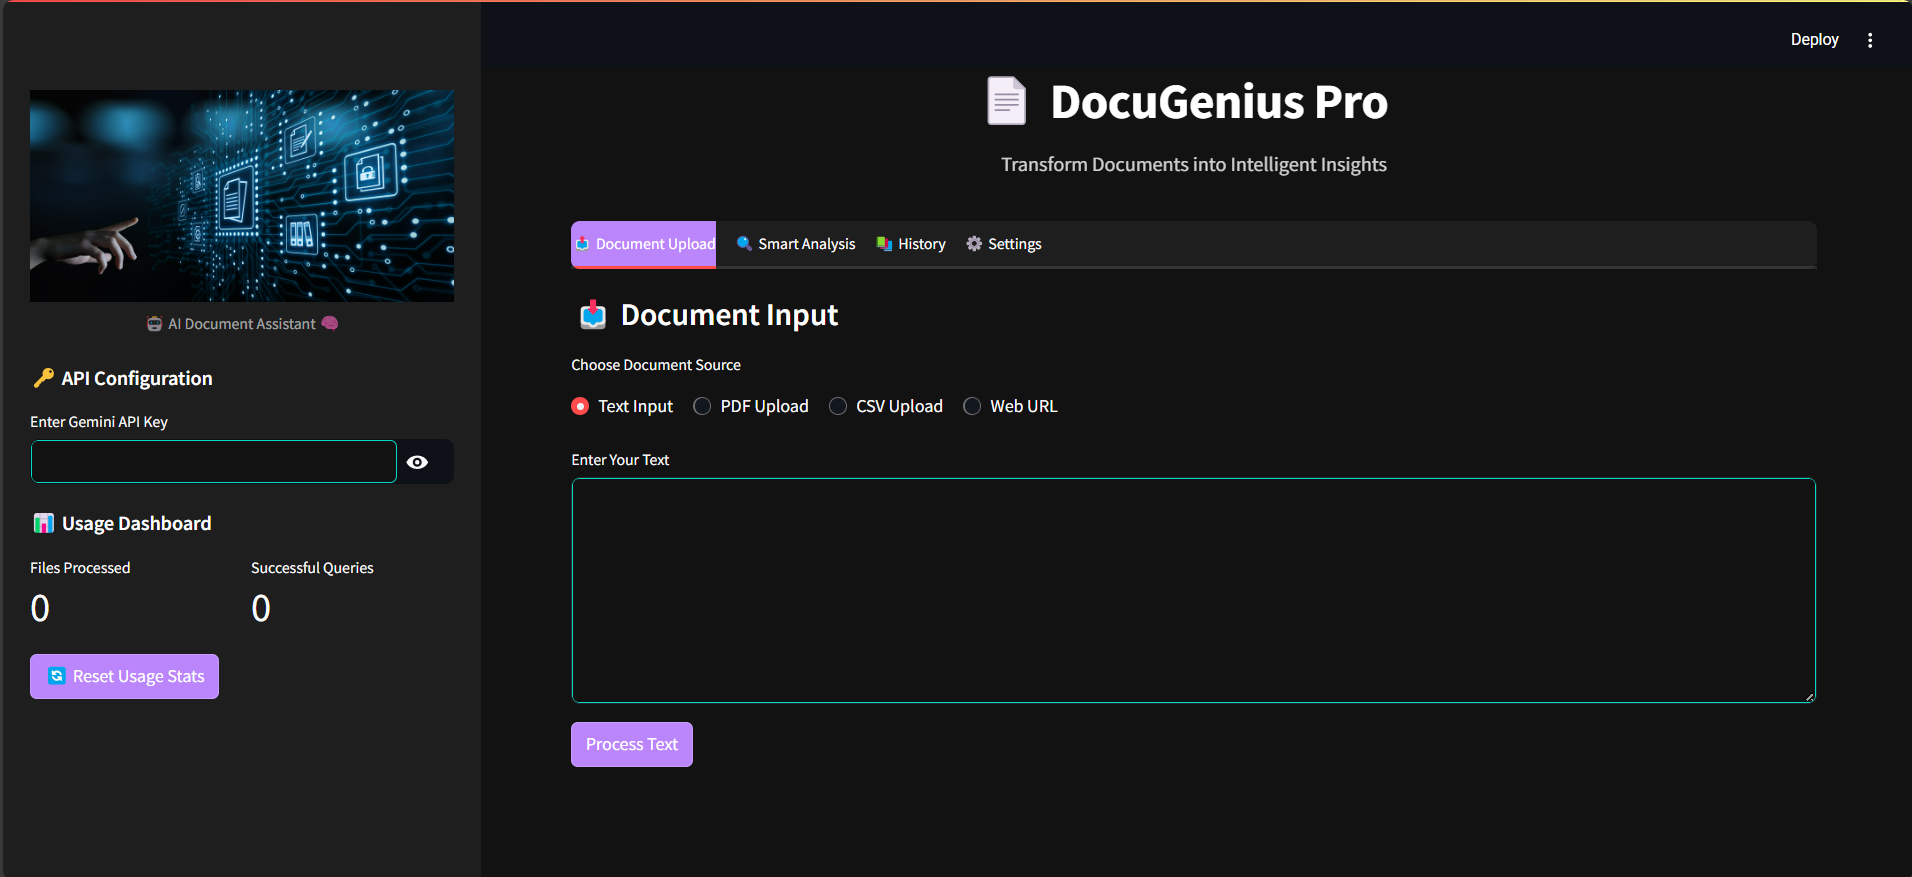 Deploy
DocuGenius Pro
Transform Documents into Intelligent Insights
AI Document Assistant
API Configuration
Enter Gemini API Key
Usage Dashboard
Files Processed
Successful Queries
0
0
Reset Usage Stats
Document Upload
Smart Analysis
History
Settings
Document Input
Choose Document Source
Text Input
PDF Upload
CSV Upload
Web URL
Enter Your Text
Process Text